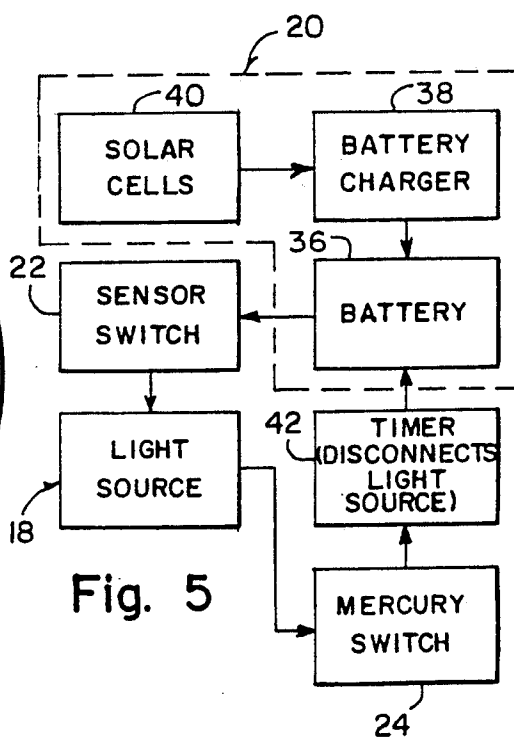 20
40
SOLAR
CELLS
38
BATTERY
CHARGER
22
SENSOR
SWITCH
36
BATTERY
18
LIGHT
SOURCE
42
TIMER
(DISCONNECTS
LIGHT
SOURCE)
Fig. 5
MERCURY
SWITCH
24